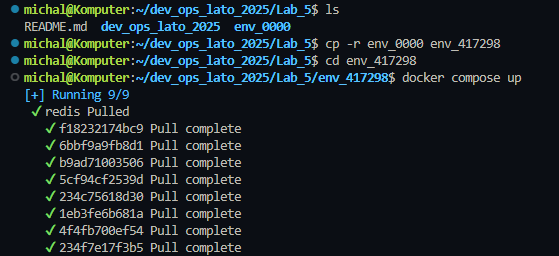 michal@Komputer:~/dev_ops_lato_2025/Lab_5$ ls
README.md  dev_ops_lato_2025  env_0000
michal@Komputer:~/dev_ops_lato_2025/Lab_5$ cp -r env_0000 env_417298
michal@Komputer:~/dev_ops_lato_2025/Lab_5$ cd env_417298
michal@Komputer:~/dev_ops_lato_2025/Lab_5/env_417298$ docker compose up
[+] Running 9/9
✔ redis Pulled
✔ f18232174bc9 Pull complete
✔ 6bbf9a9fb8d1 Pull complete
✔ b9ad71003506 Pull complete
✔ 5cf94cf2539d Pull complete
✔ 234c75618d30 Pull complete
✔ 1eb3fe6b681a Pull complete
✔ 4f4fb700ef54 Pull complete
✔ 234f7e17f3b5 Pull complete